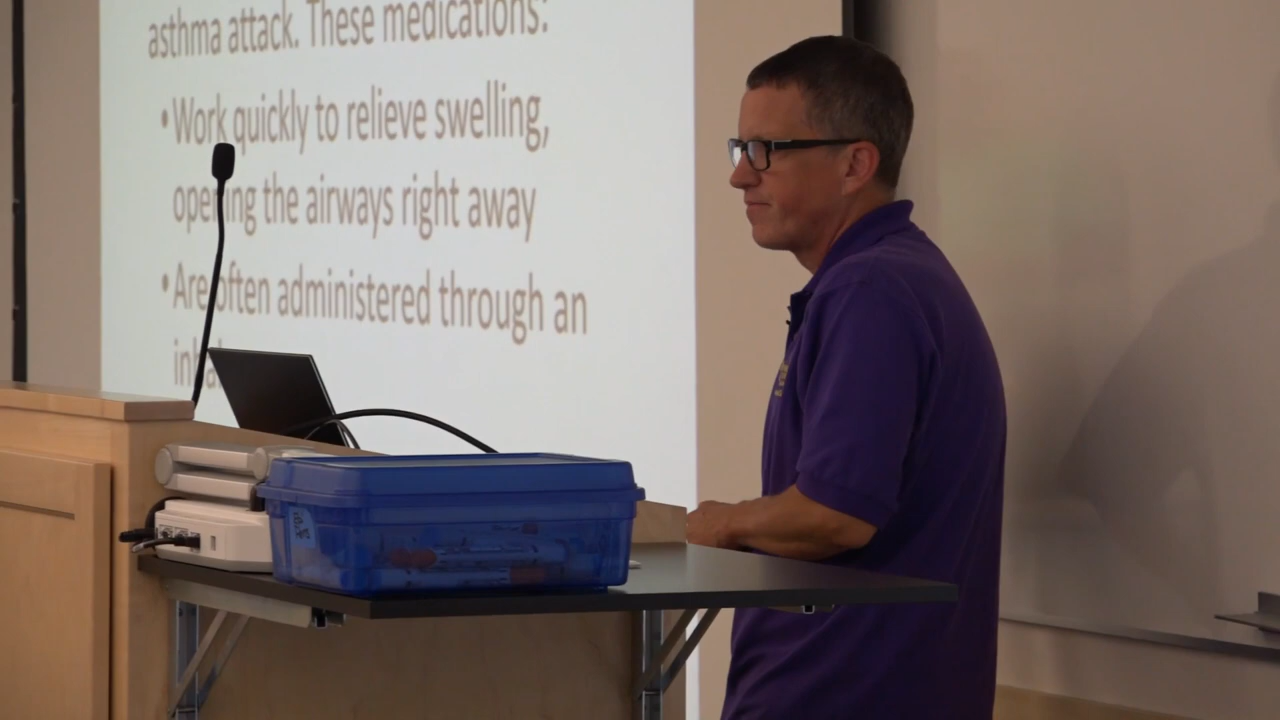 asthma attack. These medications:
•Work quickly to relieve swelling,
opening the airways right away
•Are often administered through an